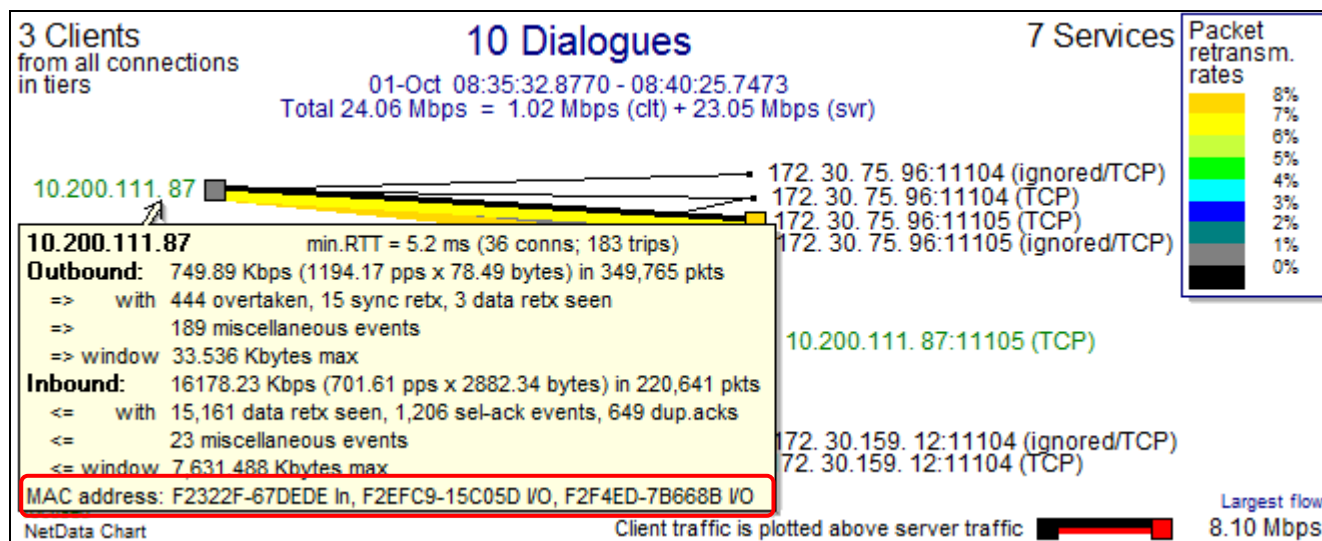 3 Clients
from all connections
in tiers
10 Dialogues
01-Oct 08:35:32.8770 - 08:40:25.7473
Total 24.06 Mbps = 1.02 Mbps (clt) + 23.05 Mbps (svr)
7 Services
Packet
retransm.
rates
8%
7%
6%
5%
4%
3%
2%
1%
0%
10.200.111. 87
172. 30. 75. 96:11104 (ignored/TCP)
172. 30. 75. 96:11104 (TCP)
172. 30. 75. 96:11105 (TCP)
172. 30. 75. 96:11105 (ignored/TCP)
10.200.111. 87:11105 (TCP)
172. 30.159. 12:11104 (ignored/TCP)
72. 30.159. 12:11104 (TCP)
10.200.111.87 min.RTT = 5.2 ms (36 conns; 183 trips)
Outbound: 749.89 Kbps (1194.17 pps x 78.49 bytes) in 349,765 pkts
=> with 444 overtaken, 15 sync retx, 3 data retx seen
=> 189 miscellaneous events
=> window 33.536 Kbytes max
Inbound: 16178.23 Kbps (701.61 pps x 2882.34 bytes) in 220,641 pkts
<= with 15,161 data retx seen, 1,206 sel-ack events, 649 dup.acks
<= 23 miscellaneous events
<= window 7,631.488 Kbytes max
MAC address: F2322F-67DEDE In, F2EFC9-15C05D I/O, F2F4ED-7B668B I/O
NetData Chart
Client traffic is plotted above server traffic
Largest flow
8.10 Mbps